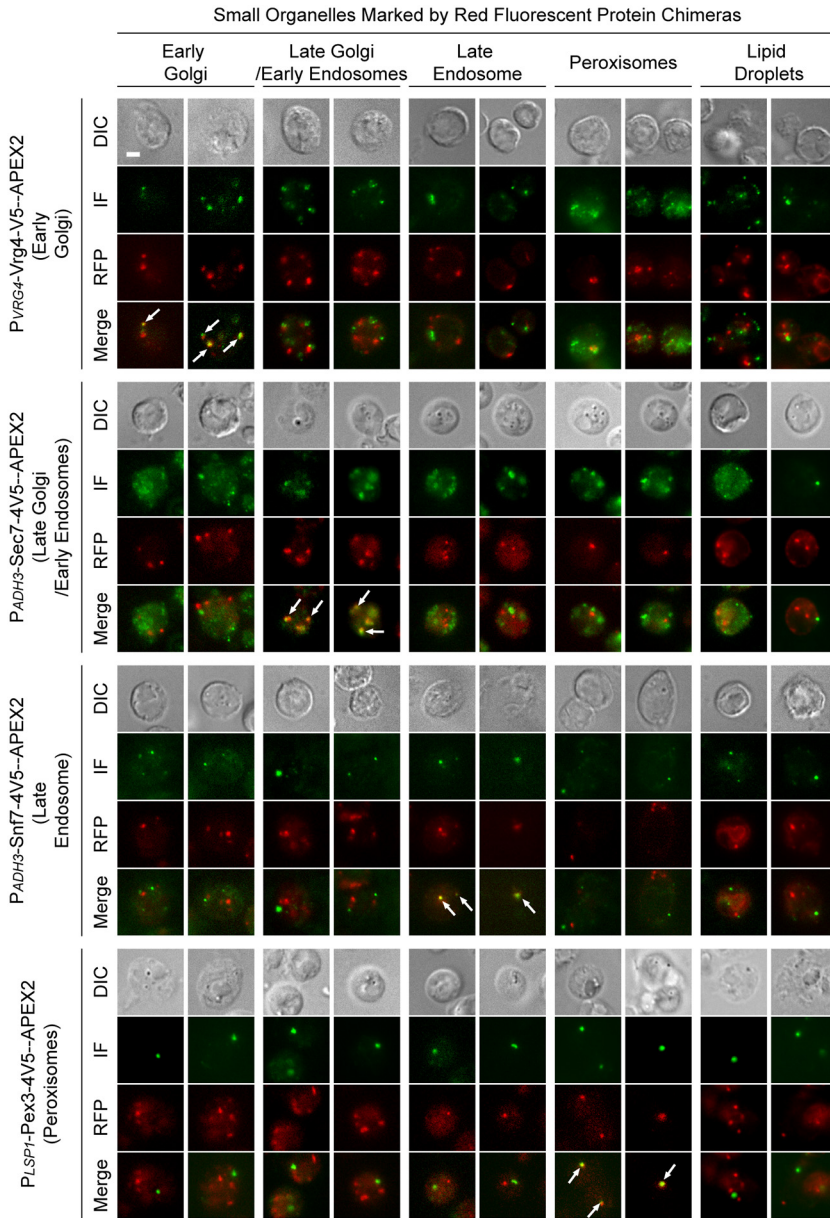 Small Organelles Marked by Red Fluorescent Protein Chimeras
Early
Golgi
Late Golgi
/Early Endosomes
Late
Endosome
Peroxisomes
Lipid
Droplets
PVRG4-Vrg4-V5--APEX2
(Early
Golgi)
DIC
IF
RFP
Merge
PADH3-Sec7-4V5--APEX2
(Late Golgi
/Early Endosomes)
DIC
IF
RFP
Merge
PADH3-Snf7-4V5--APEX2
(Late
Endosome)
DIC
IF
RFP
Merge
PLSP1-Pex3-4V5--APEX2
(Peroxisomes)
DIC
IF
RFP
Merge